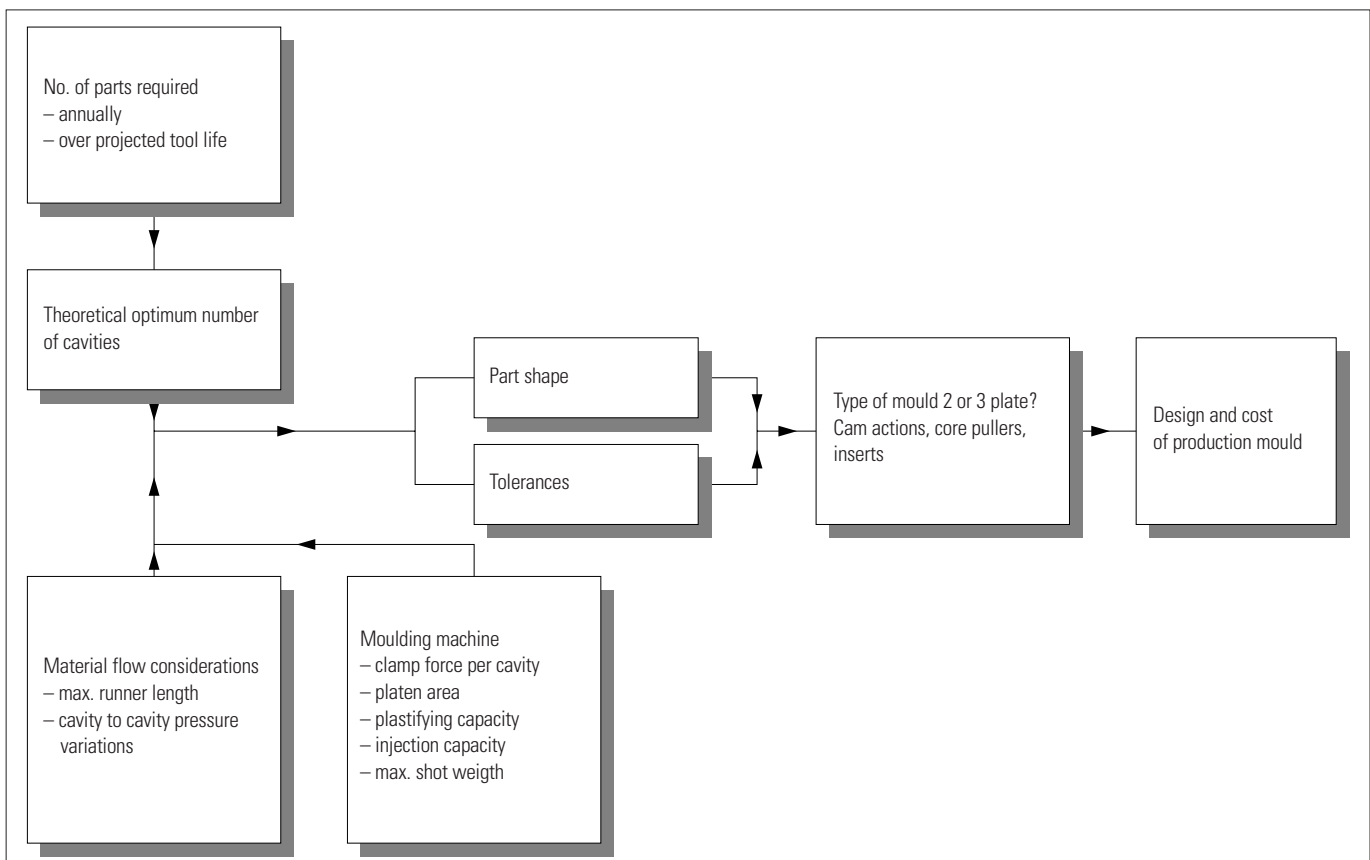 No. of parts required
– annually
– over projected tool life
Theoretical optimum number
of cavities
Part shape
Tolerances
Type of mould 2 or 3 plate?
Cam actions, core pullers,
inserts
Design and cost
of production mould
Material flow considerations
– max. runner length
– cavity to cavity pressure
variations
Moulding machine
– clamp force per cavity
– platen area
– plastifying capacity
– injection capacity
– max. shot weigth